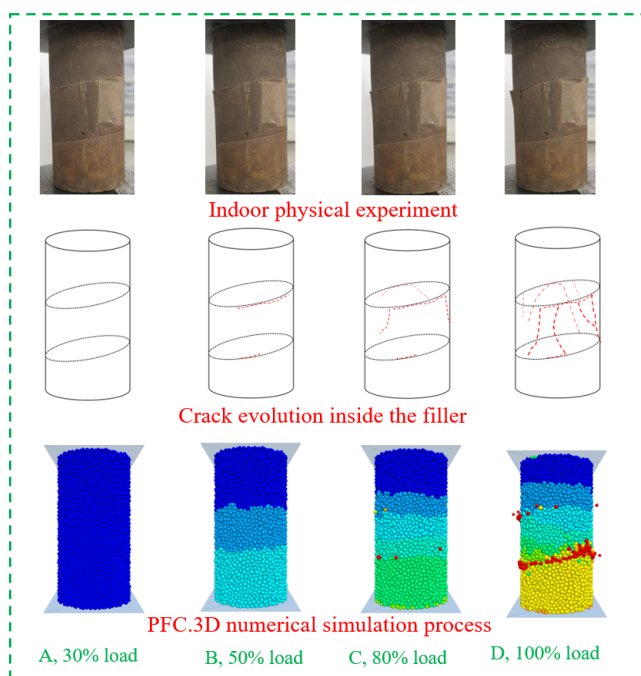 Indoor physical experiment
Crack evolution inside the filler
PFC.3D numerical simulation process
A, 30% load
B, 50% load
C, 80% load
D, 100% load